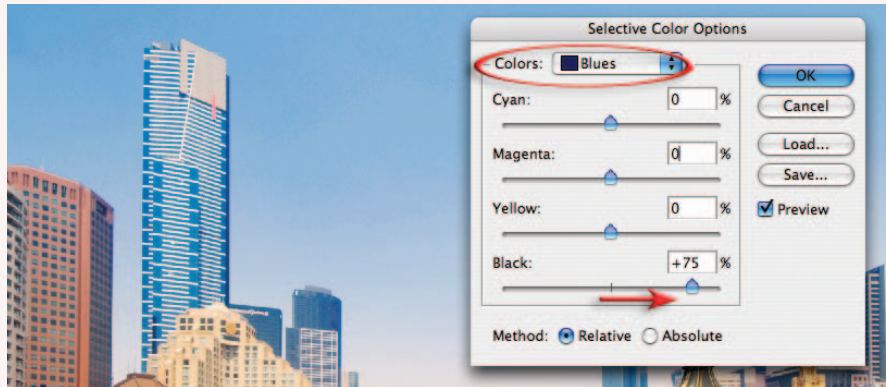 Selective Color Options
Colors: Blues
OK
Cyan: 0 %
Cancel
Magenta: 0 %
Load...
Save...
Yellow: 0 %
Preview
Black: +75 %
Method: Relative Absolute